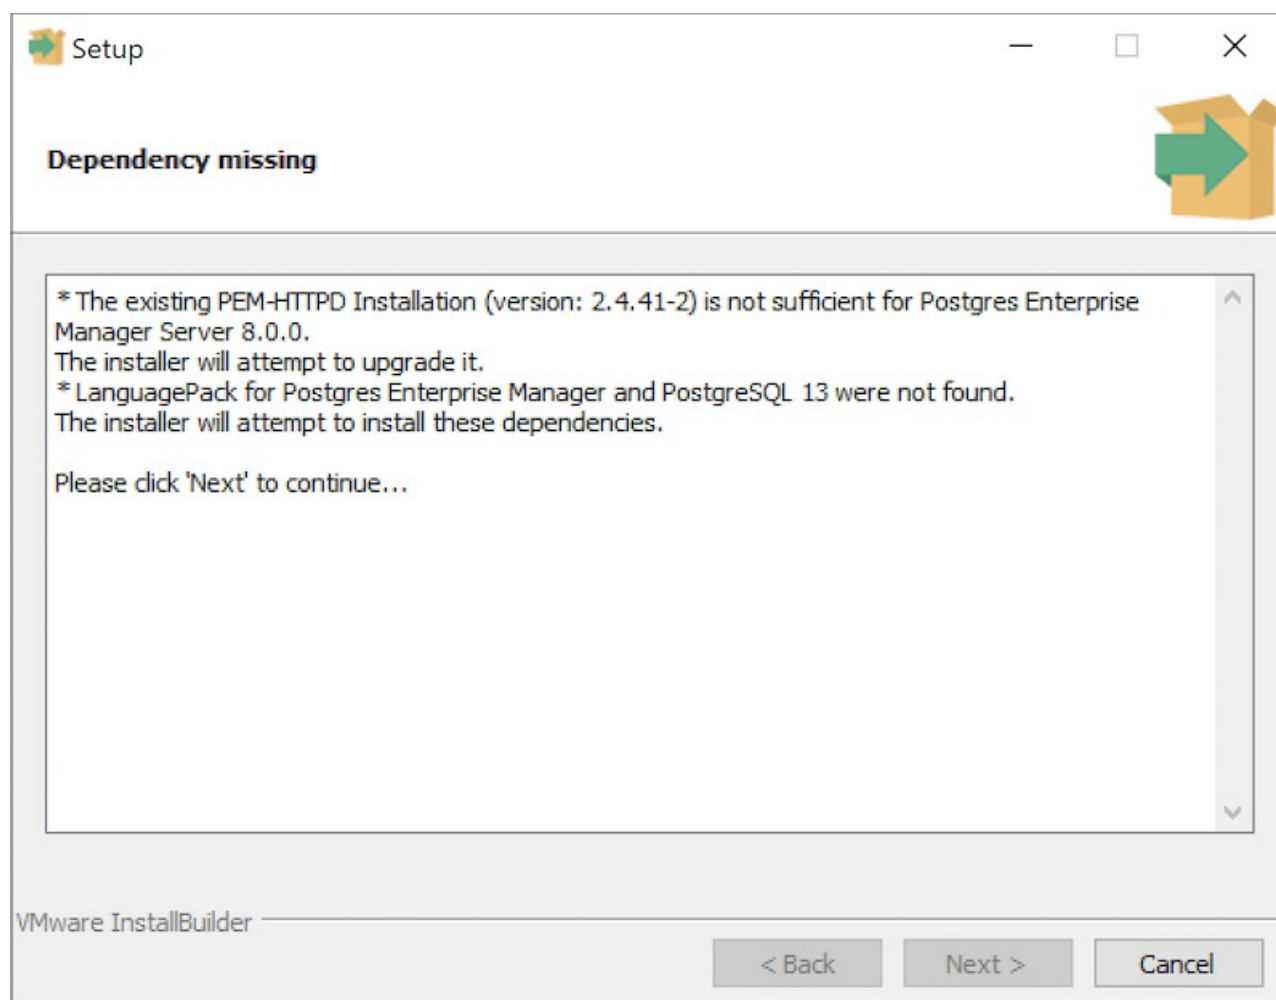 Setup
Dependency missing
* The existing PEM-HTTPD Installation (version: 2.4.41-2) is not sufficient for Postgres Enterprise
Manager Server 8.0.0.
The installer will attempt to upgrade it.
* LanguagePack for Postgres Enterprise Manager and PostgreSQL 13 were not found.
The installer will attempt to install these dependencies.
Please click 'Next' to continue...
VMware InstallBuilder
< Back
Next >
Cancel